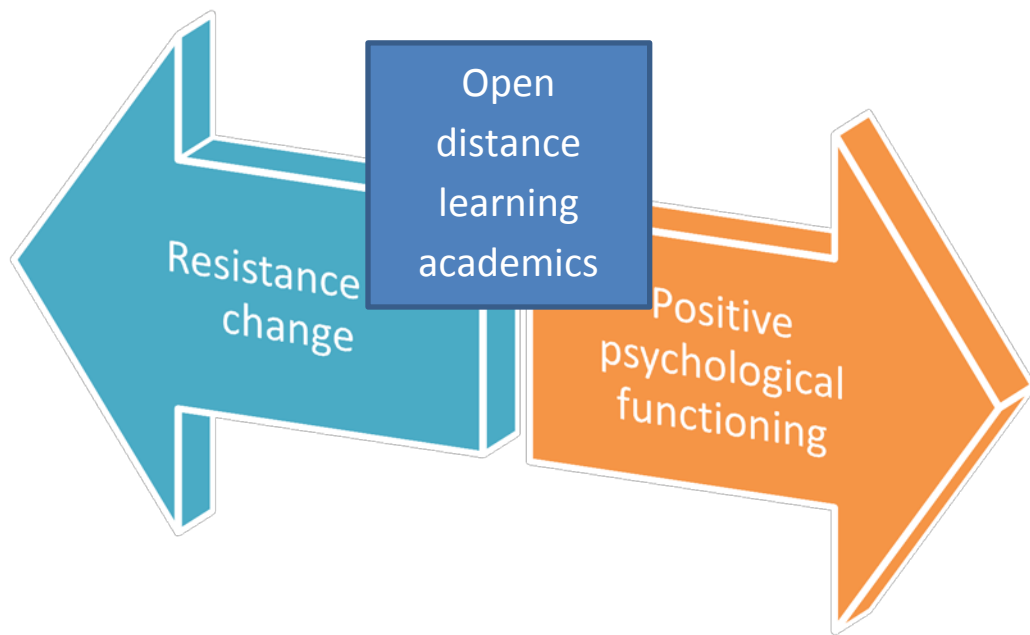 Open
distance
learning
academics
Resistance
change
Positive
psychological
functioning